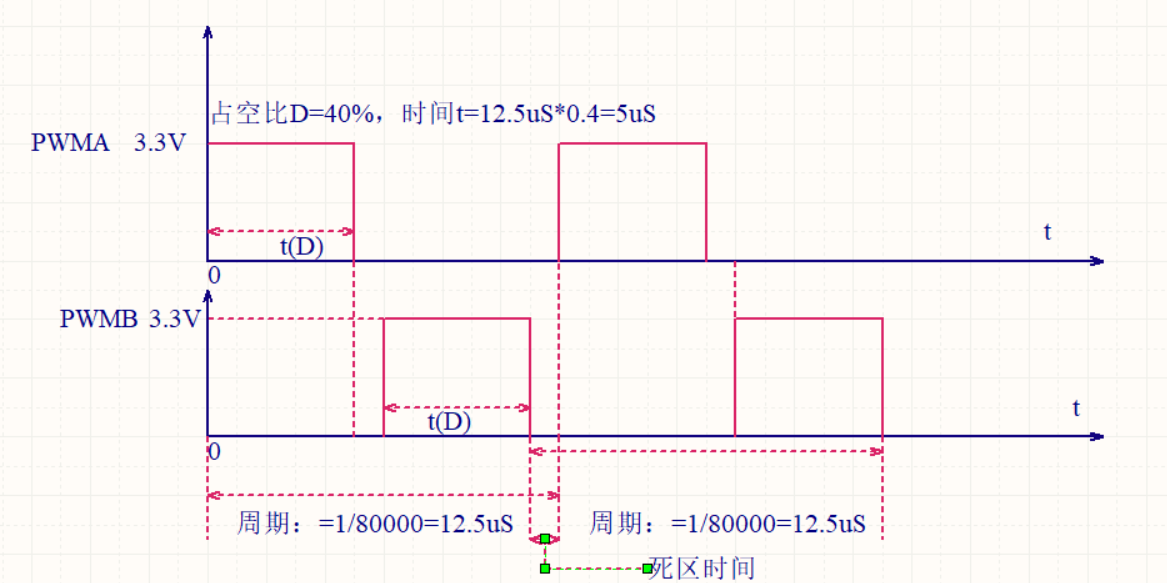 占空比D=40%，时间t=12.5uS*0.4=5uS
PWMA 3.3V
t
t(D)
0
PWMB 3.3V
t
t(D)
0
周期：=1/80000=12.5uS 周期：=1/80000=12.5uS
死区时间